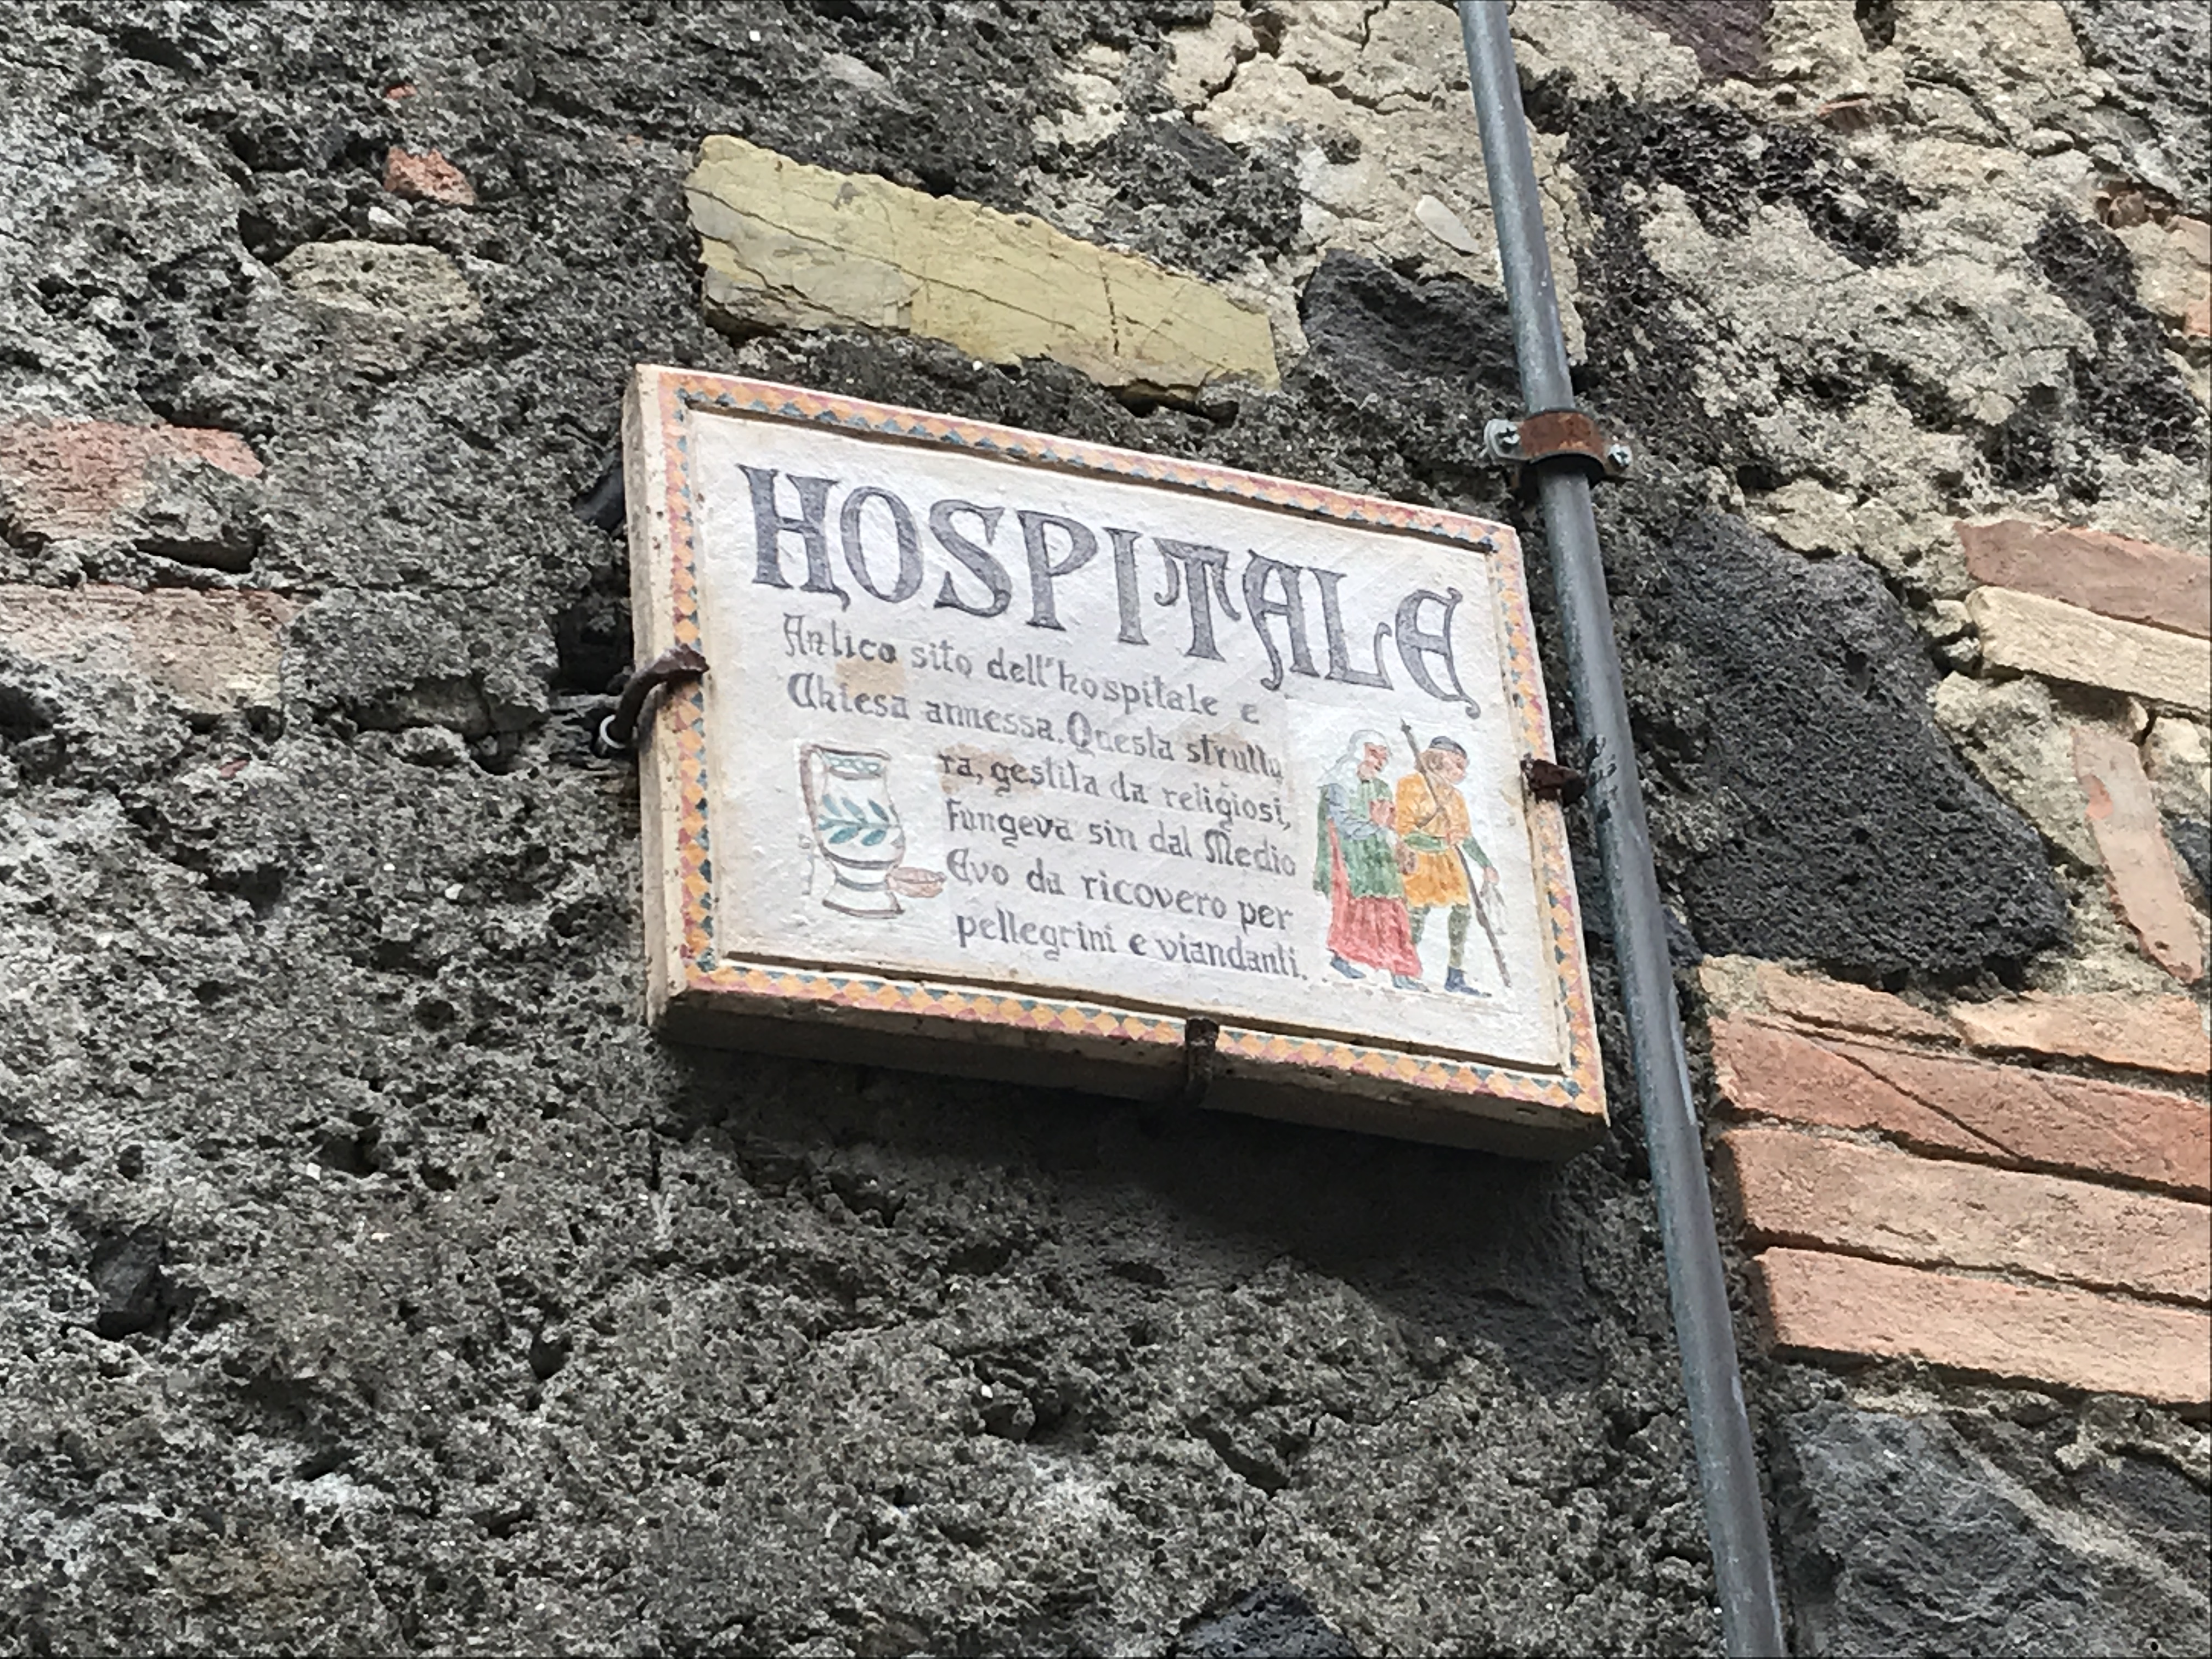 HOSPITALE
Antico sito dell'hospitale e
Chiesa annessa. Questa struttu
ra, gestita da religiosi,
fungeva sin dal Medio
Evo da ricovero per
pellegrini e viandanti.